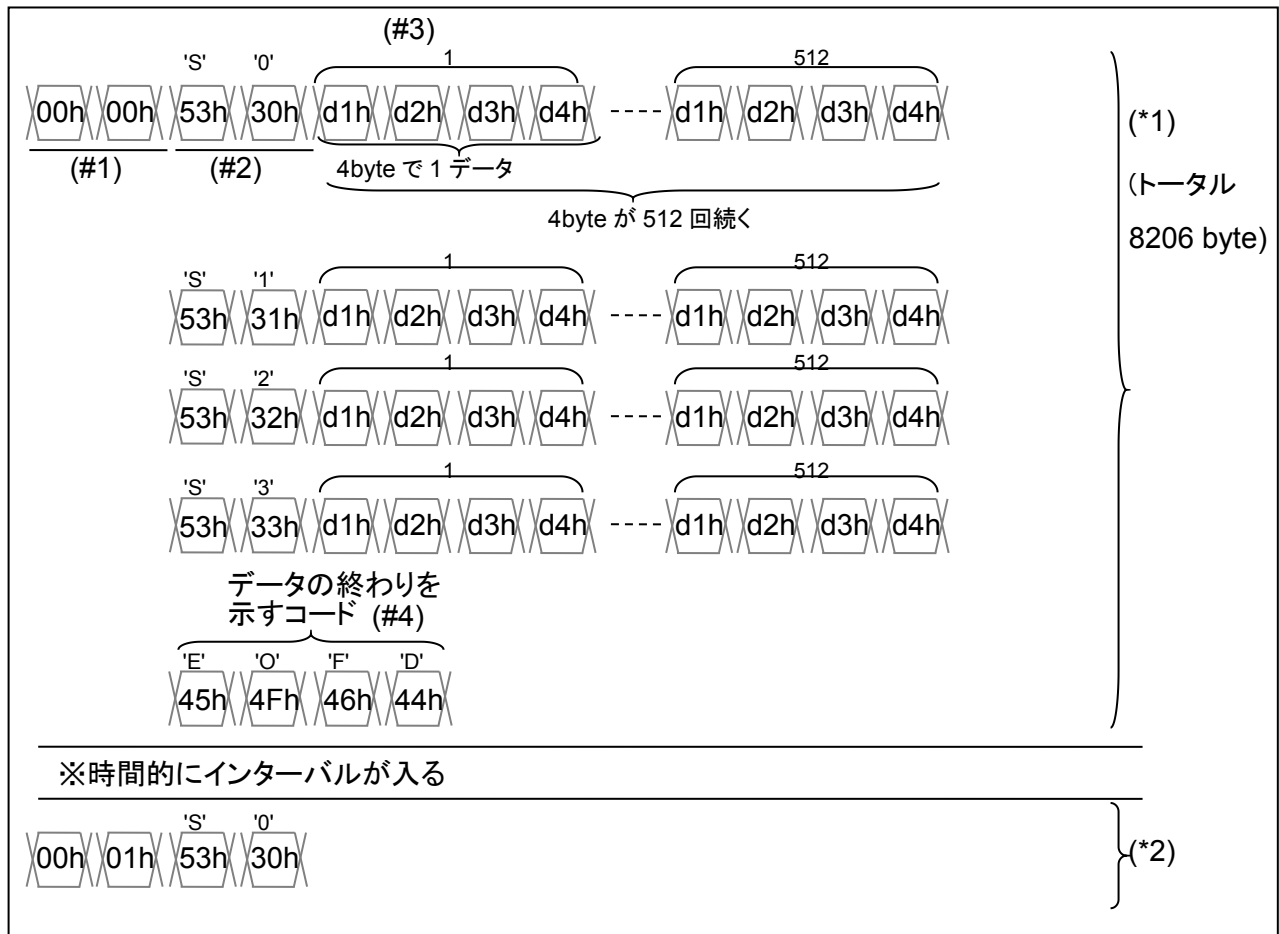 (#3)
'S' '0' 1 512
00h 00h 53h 30h d1h d2h d3h d4h ---- d1h d2h d3h d4h
(#1) (#2)
4byte で 1 データ
4byte が 512 回続く
(*1)
(トータル
8206 byte)
'S' '1' 1 512
53h 31h d1h d2h d3h d4h ---- d1h d2h d3h d4h
'S' '2' 1 512
53h 32h d1h d2h d3h d4h ---- d1h d2h d3h d4h
'S' '3' 1 512
53h 33h d1h d2h d3h d4h ---- d1h d2h d3h d4h
データの終わりを
示すコード (#4)
'E' 'O' 'F' 'D'
45h 4Fh 46h 44h
※時間的にインターバルが入る
'S' '0'
00h 01h 53h 30h
(*2)